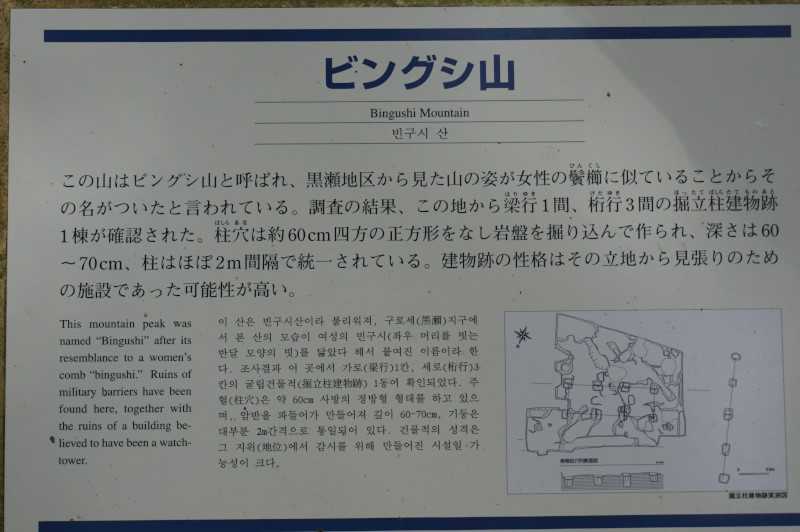 ビングシ山
Bingushi Mountain
빈구시 산
この山はビングシ山と呼ばれ、黒瀬地区から見た山の姿が女性の鬢櫛に似ていることからそ
の名がついたと言われている。調査の結果、この地から梁行1間、桁行3間の掘立柱建物跡
1棟が確認された。柱穴は約60cm四方の正方形をなし岩盤を掘り込んで作られ、深さは60
～70cm、柱はほぼ2m間隔で統一されている。建物跡の性格はその立地から見張りのため
の施設であった可能性が高い。
This mountain peak was
named “Bingushi” after its
resemblance to a women's
comb “bingushi.” Ruins of
military barriers have been
found here, together with
the ruins of a building be-
lieved to have been a watch-
tower.
이 산은 빈구시산이라 불리워져, 구로세(黒瀬)지구에
서 본 산의 모습이 여성의 빈구시(좌우 머리를 빗는
반달 모양의 빗)를 닮았다 해서 붙여진 이름이라 한
다. 조사결과 이 곳에서 가로(梁行)1칸, 세로(桁行)3
칸의 굴립건물적(掘立柱建物跡) 1동이 확인되었다. 주
혈(柱穴)은 약 60cm 사방의 정방형 형태를 하고 있으
며, 암반을 파들어가 만들어져 깊이 60-70cm, 기둥은
대부분 2m간격으로 통일되어 있다. 건물적의 성격은
그 지위(地位)에서 감시를 위해 만들어진 시설일 가
능성이 크다.
掘立柱建物跡実測図